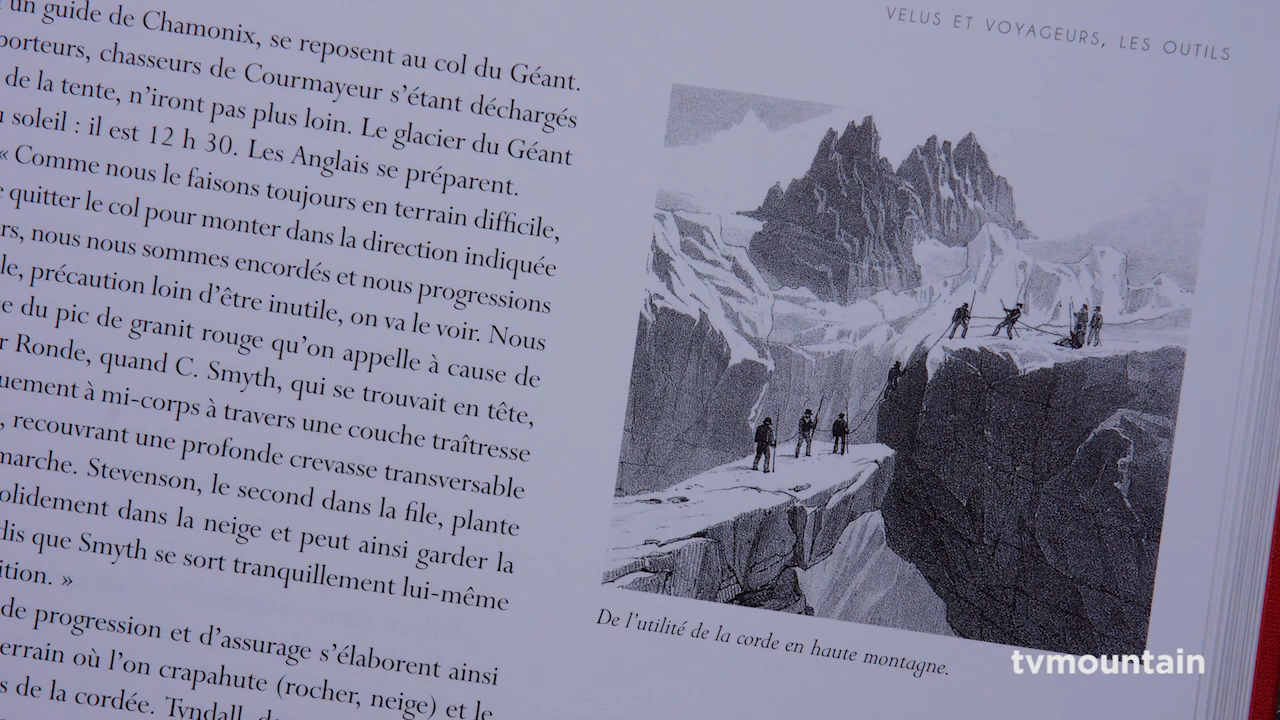 VELUS ET VOYAGEURS, LES OUTILS
un guide de Chamonix, se reposent au col du Géant.
porteurs, chasseurs de Courmayeur s'étant déchargés
de la tente, n'iront pas plus loin. Le glacier du Géant
soleil : il est 12 h 30. Les Anglais se préparent.
« Comme nous le faisons toujours en terrain difficile,
quitter le col pour monter dans la direction indiquée
nous nous sommes encordés et nous progressions
précaution loin d'être inutile, on va le voir. Nous
du pic de granit rouge qu'on appelle à cause de
Ronde, quand C. Smyth, qui se trouvait en tête,
à mi-corps à travers une couche traîtresse
recouvrant une profonde crevasse transversable
marche. Stevenson, le second dans la file, plante
solidement dans la neige et peut ainsi garder la
que Smyth se sort tranquillement lui-même
»
de progression et d'assurage s'élaborent ainsi
terrain où l'on crapahute (rocher, neige) et le
de la cordée. Tyndall,
De l'utilité de la corde en haute montagne.
tvmountain